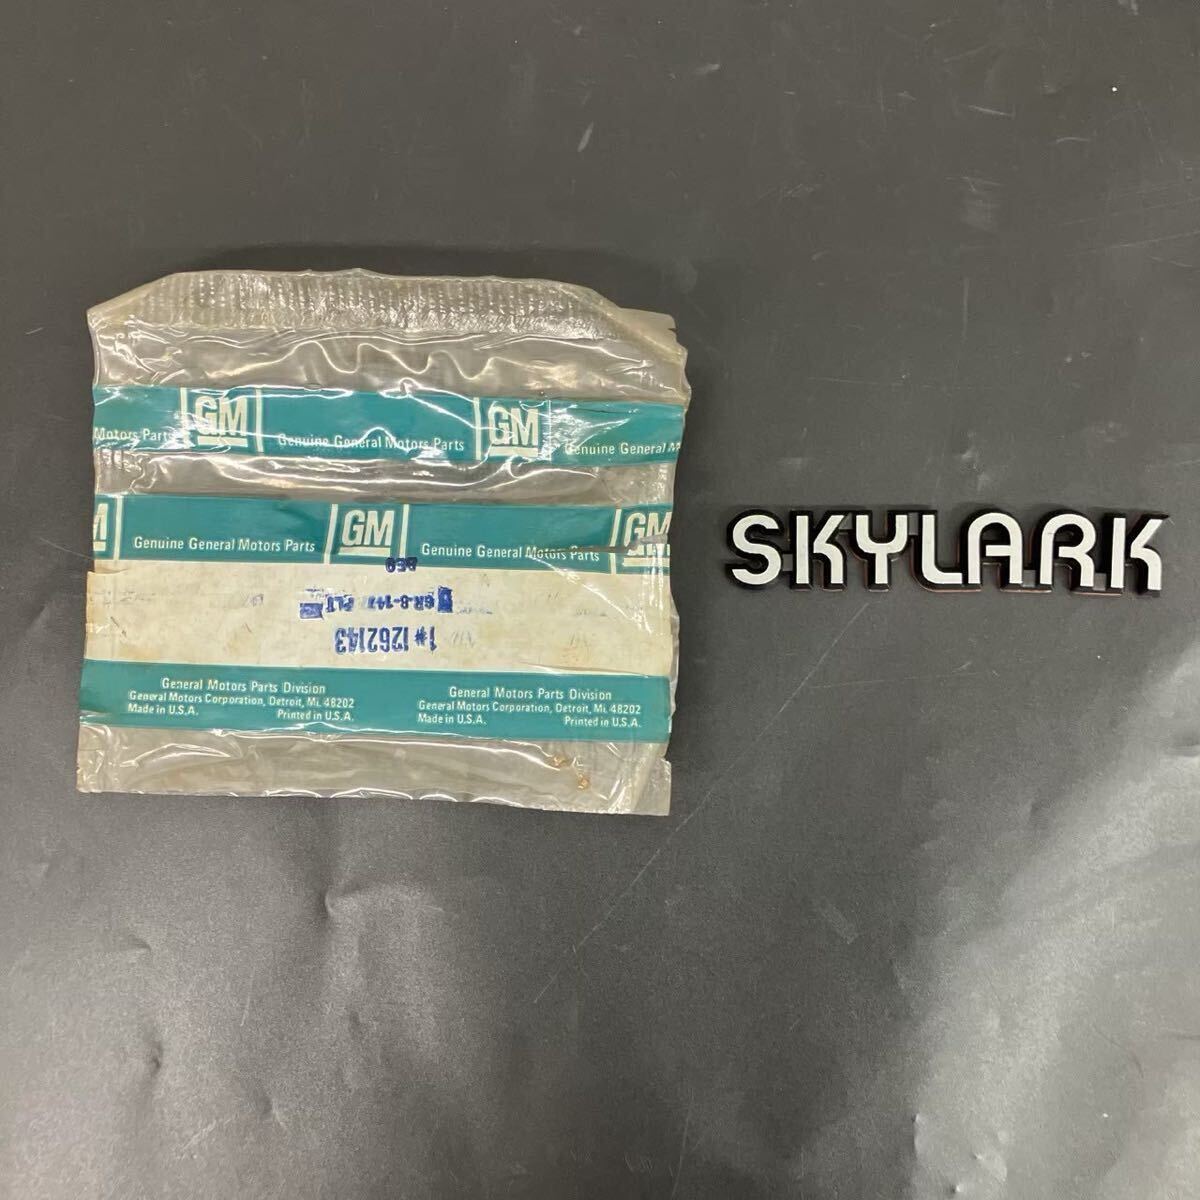 Motors Parts GM Genuine General Motors Parts GM Genuine General M
M Genuine General Motors Parts GM Genuine General Motors Parts GM
1# 1262143
General Motors Parts Division
General Motors Corporation, Detroit, Mi. 48202
Made in U.S.A. Printed in U.S.A.
General Motors Parts Division
General Motors Corporation, Detroit, Mi. 48202
Made in U.S.A. Printed in U.S.A.
SKYLARK